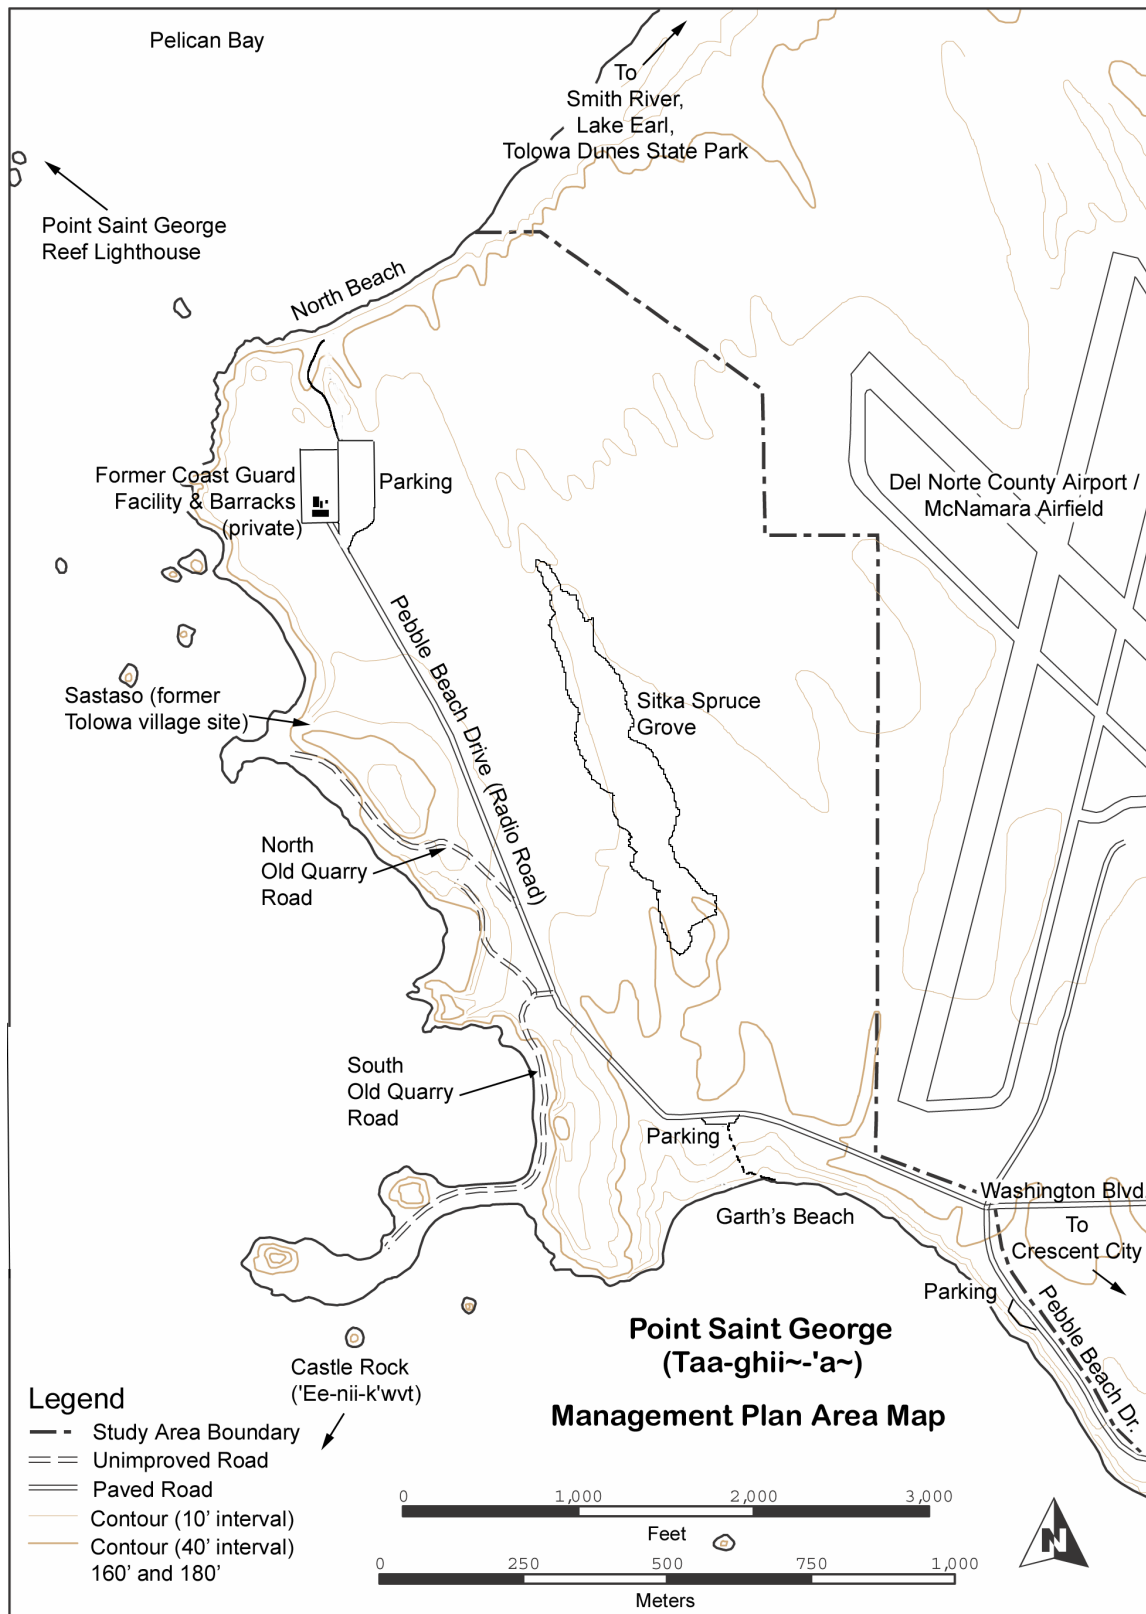 Pelican Bay
To
Smith River,
Lake Earl,
Tolowa Dunes State Park
Point Saint George
Reef Lighthouse
North Beach
Former Coast Guard
Facility & Barracks
(private)
Parking
Del Norte County Airport /
McNamara Airfield
Pebble Beach Drive (Radio Road)
Sastaso (former
Tolowa village site)
Sitka Spruce
Grove
North
Old Quarry
Road
South
Old Quarry
Road
Parking
Garth's Beach
Washington Blvd
To
Crescent City
Parking
Pebble Beach Dr.
Castle Rock
('Ee-nii-k'wvt)
Point Saint George
(Taa-ghii~-'a~)
Management Plan Area Map
Legend
Study Area Boundary
Unimproved Road
Paved Road
Contour (10' interval)
Contour (40' interval)
160' and 180'
0 1,000 2,000 3,000
Feet
0 250 500 750 1,000
Meters
N